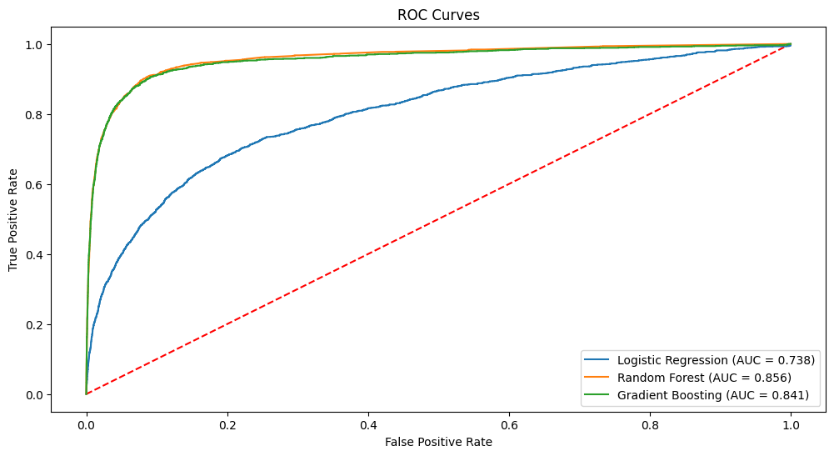 ROC Curves
True Positive Rate
1.0
0.8
0.6
0.4
0.2
0.0
Logistic Regression (AUC = 0.738)
Random Forest (AUC = 0.856)
Gradient Boosting (AUC = 0.841)
0.0 0.2 0.4 0.6 0.8 1.0
False Positive Rate